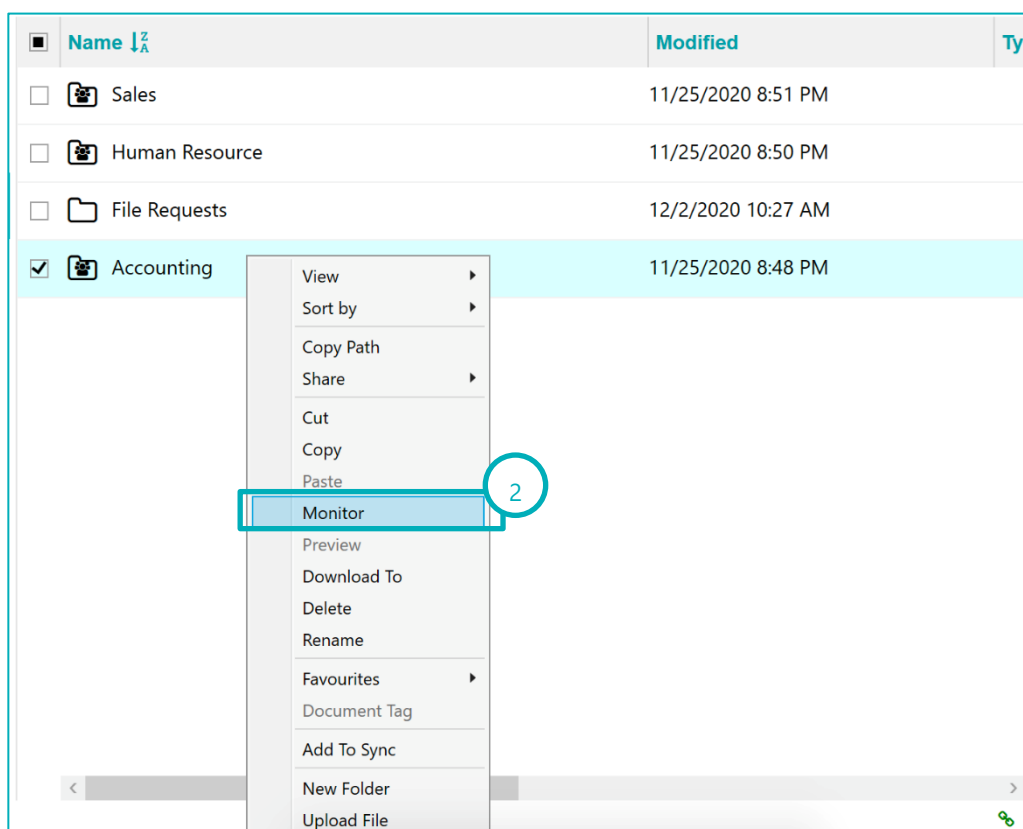 Name Modified Ty
Sales 11/25/2020 8:51 PM
Human Resource 11/25/2020 8:50 PM
File Requests 12/2/2020 10:27 AM
Accounting 11/25/2020 8:48 PM
View
Sort by
Copy Path
Share
Cut
Copy
Paste
2
Monitor
Preview
Download To
Delete
Rename
Favourites
Document Tag
Add To Sync
New Folder
Upload File